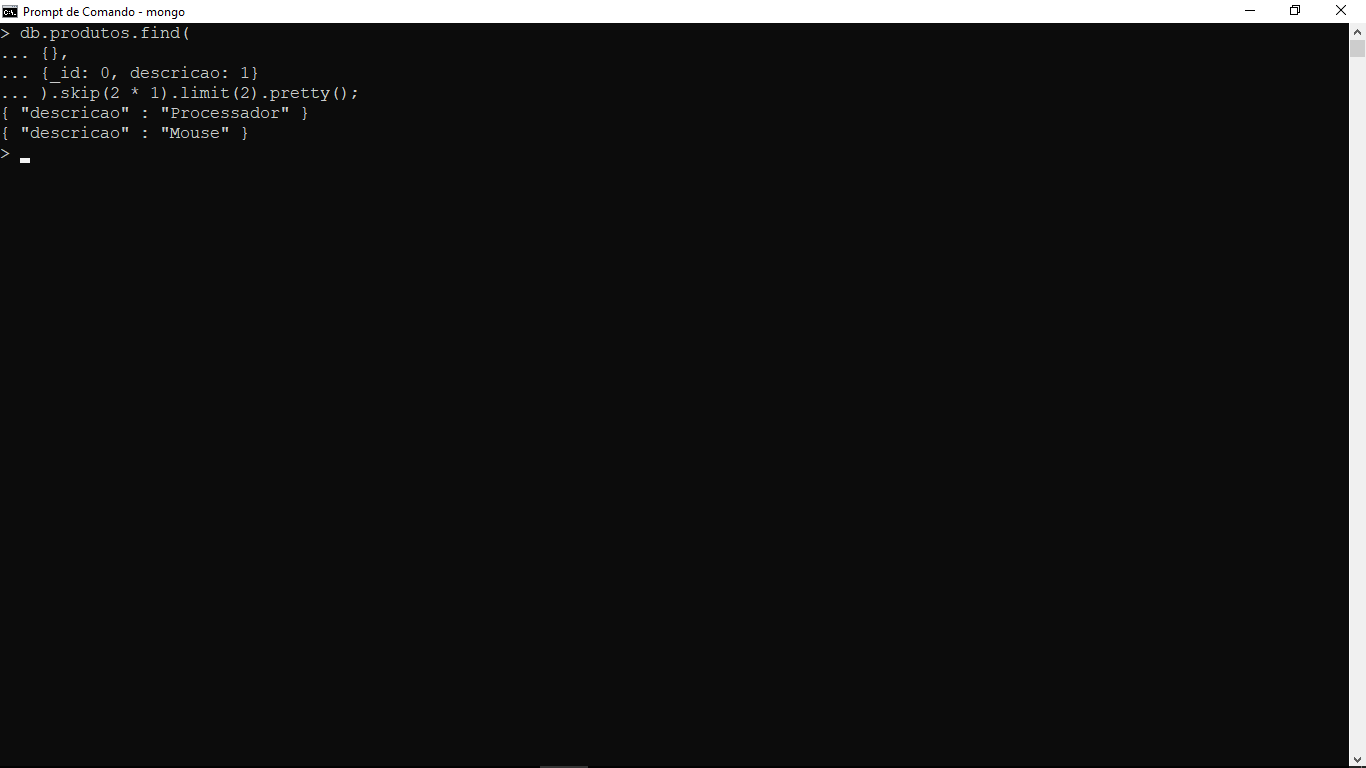 Prompt de Comando - mongo
> db.produtos.find(
... {},
... {_id: 0, descricao: 1}
... ).skip(2 * 1).limit(2).pretty();
{ "descricao" : "Processador" }
{ "descricao" : "Mouse" }
>